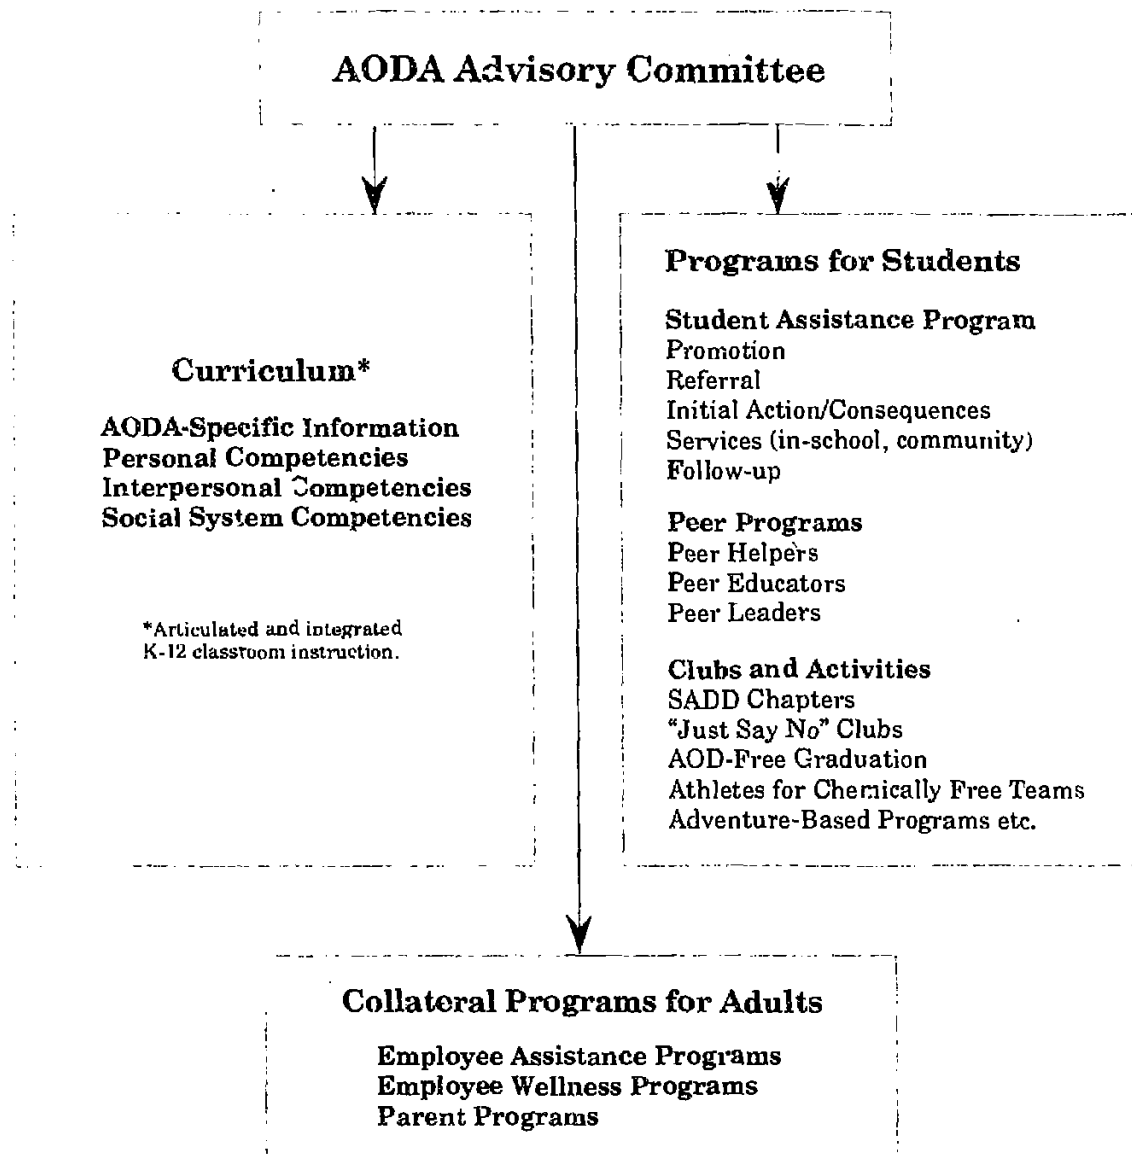 AODA Advisory Committee
Curriculum*
AODA-Specific Information
Personal Competencies
Interpersonal Competencies
Social System Competencies
*Articulated and integrated
K-12 classroom instruction.
Programs for Students
Student Assistance Program
Promotion
Referral
Initial Action/Consequences
Services (in-school, community)
Follow-up
Peer Programs
Peer Helpers
Peer Educators
Peer Leaders
Clubs and Activities
SADD Chapters
“Just Say No” Clubs
AOD-Free Graduation
Athletes for Chemically Free Teams
Adventure-Based Programs etc.
Collateral Programs for Adults
Employee Assistance Programs
Employee Wellness Programs
Parent Programs